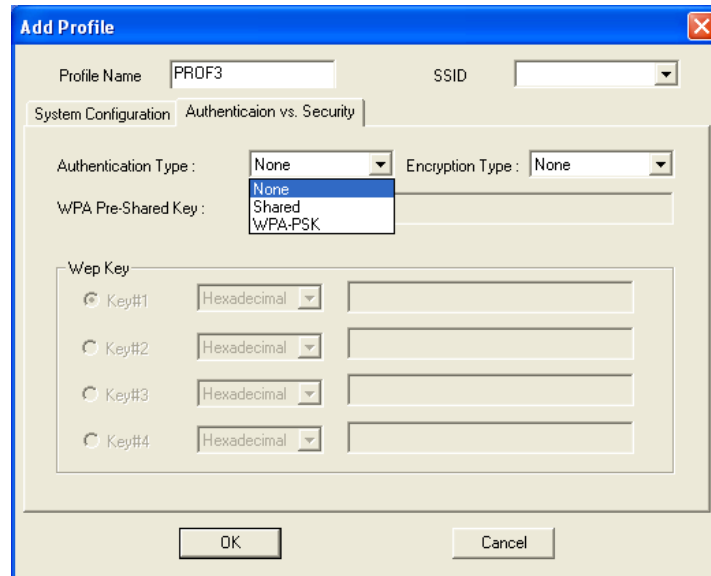 Add Profile
Profile Name PROF3 SSID
System Configuration Authenticaion vs. Security
Authentication Type : None Encryption Type : None
None
Shared
WPA-PSK
WPA Pre-Shared Key :
Wep Key
Key#1 Hexadecimal
Key#2 Hexadecimal
Key#3 Hexadecimal
Key#4 Hexadecimal
OK Cancel